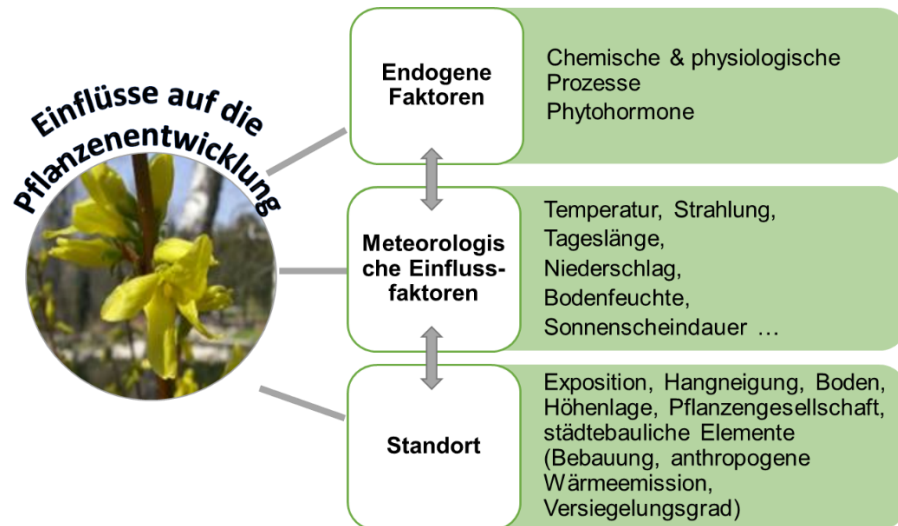 Einflüsse auf die
Pflanzenentwicklung
Endogene
Faktoren
Chemische & physiologische
Prozesse
Phytohormone
Meteorologis
che Einfluss-
faktoren
Temperatur, Strahlung,
Tageslänge,
Niederschlag,
Bodenfeuchte,
Sonnenscheindauer …
Standort
Exposition, Hangneigung, Boden,
Höhenlage, Pflanzengesellschaft,
städtebauliche Elemente
(Bebauung, anthropogene
Wärmeemission,
Versiegelungsgrad)